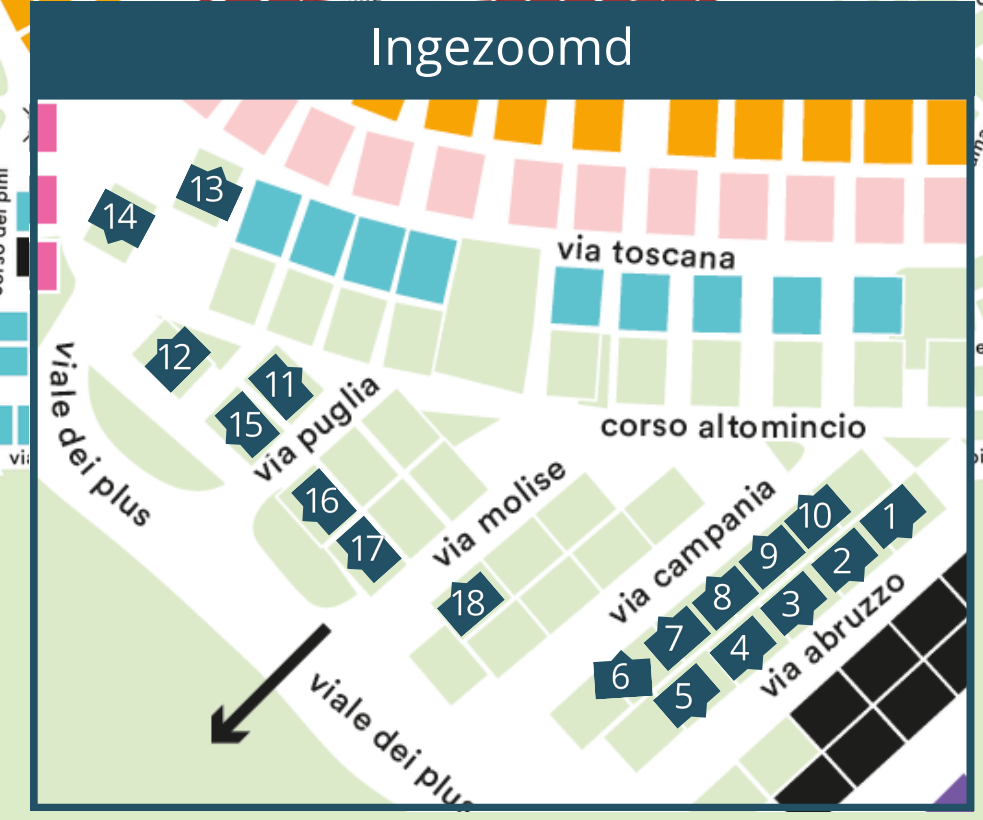 Ingezoomd
13
14
via toscana
12
11
viale dei plus
15
via puglia
corso altomincio
16
17
via molise
18
via campania
10
1
9
2
8
3
7
4
6
5
via abruzzo
viale dei plus